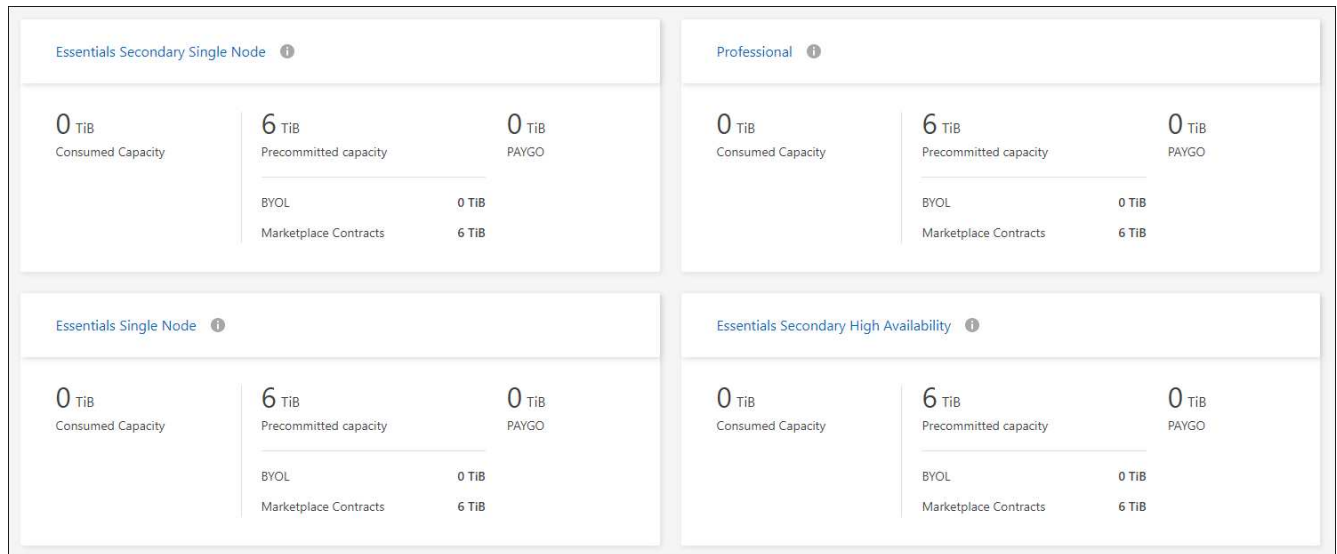 Essentials Secondary Single Node
0 TiB
Consumed Capacity
6 TiB
Precommitted capacity
BYOL 0 TiB
Marketplace Contracts 6 TiB
0 TiB
PAYGO
Professional
0 TiB
Consumed Capacity
6 TiB
Precommitted capacity
BYOL 0 TiB
Marketplace Contracts 6 TiB
0 TiB
PAYGO
Essentials Single Node
0 TiB
Consumed Capacity
6 TiB
Precommitted capacity
BYOL 0 TiB
Marketplace Contracts 6 TiB
0 TiB
PAYGO
Essentials Secondary High Availability
0 TiB
Consumed Capacity
6 TiB
Precommitted capacity
BYOL 0 TiB
Marketplace Contracts 6 TiB
0 TiB
PAYGO